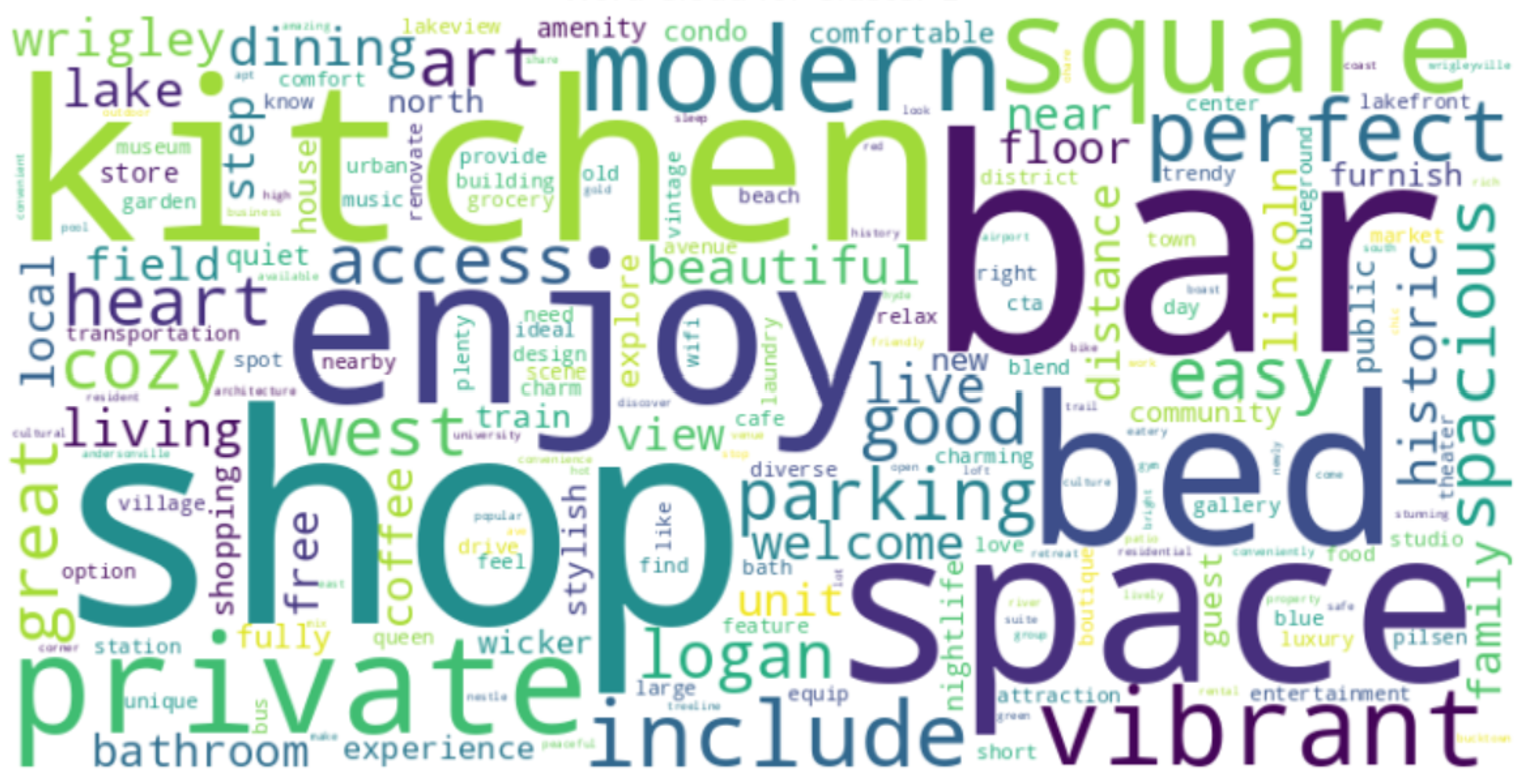 wrigley
dining
lakeview
amazing
amenity
condo
comfortable
square
lake
apt
comfort
art
share
modern
ohare
coast
wrigleyville
outdoor
step
know
north
sleep
look
near
center
lakefront
kitchen
museum
store
garden
house
urban
music
renovate
provide
building
grocery
old
gold
vintage
beach
red
bar
floor
district
perfect
trendy
blueground
furnish
rich
convenient
high
business
pool
history
field
quiet
available
access
avenue
beautiful
airport
distance
town
lincoln
market
south
local
heart
transportation
enjoy
explore
hyde
right
cta
day
boast
public
chic
historic
spacious
cozy
spot
nearby
plenty
need
ideal
design
scene
charm
wifi
laundry
relax
friendly
new
live
blend
bike
work
easy
architecture
resident
discover
living
west
train
university
view
cafe
venue
stop
good
charming
trail
community
eatery
theater
cultural
andersonville
great
shop
village
shopping
free
coffee
convenience
hot
stylish
popular
ave
drive
feel
like
find
diverse
open
loft
parking
bed
culture
gym
bright
newly
gallery
come
stunning
option
east
welcome
bath
love
retreat
patio
residential
conveniently
food
studio
family
unit
lot
space
nightlife
river
suite
group
boutique
lively
guest
property
safe
blue
luxury
pilsen
corner
station
fully
mix
queen
wicker
feature
logan
private
unique
bus
nestle
large
treeline
equip
attraction
green
rental
entertainment
vibrant
bathroom
make
experience
peaceful
include
short
bucktown